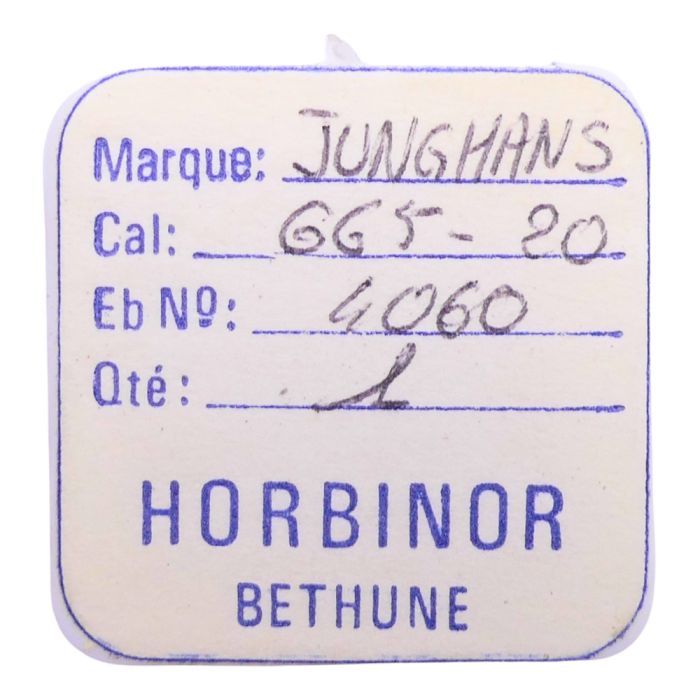 Marque: JUNGHANS
Cal: 665-20
Eb Nº: 4060
Qté: 1
HORBINOR
BETHUNE